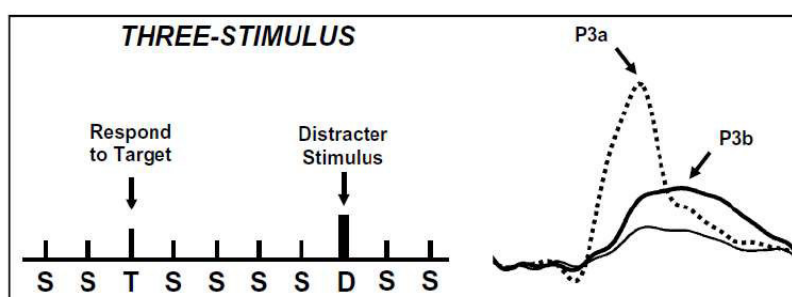 THREE-STIMULUS
Respond
to Target
Distracter
Stimulus
S S T S S S S D S S
P3a
P3b